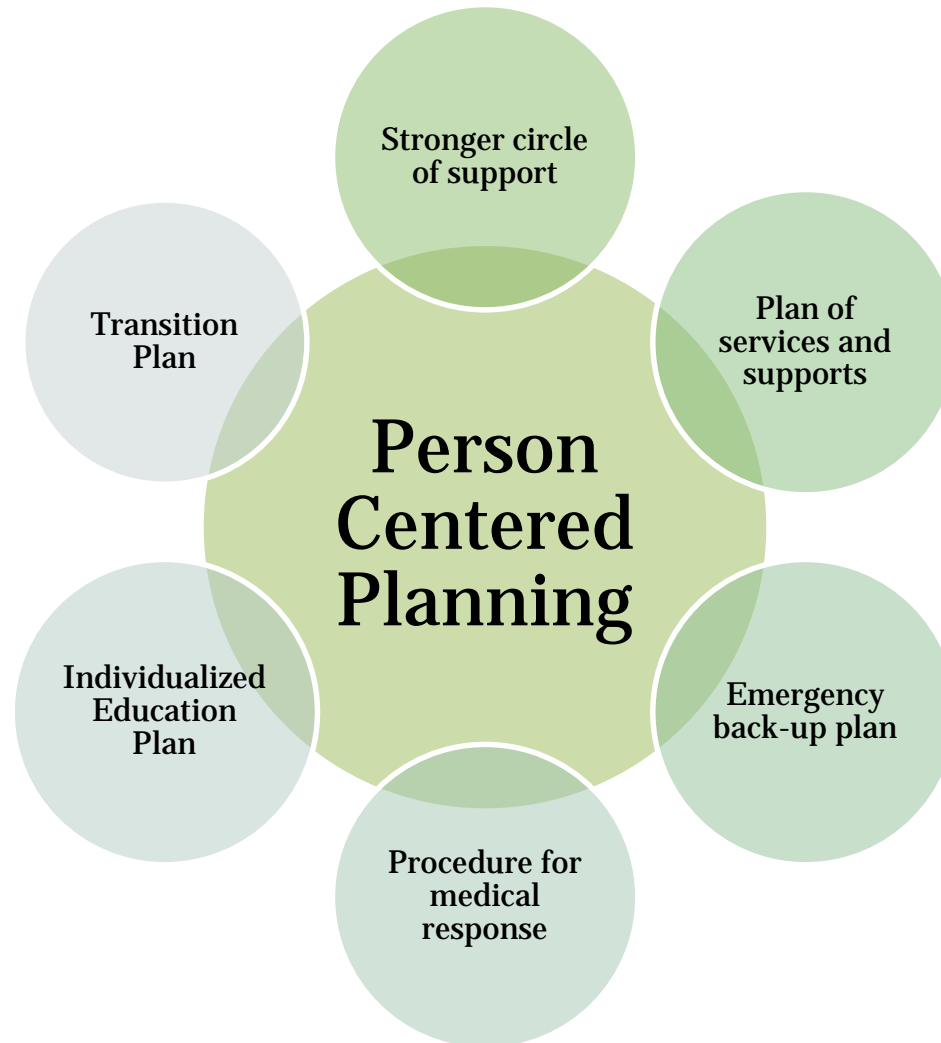 Stronger circle
of support
Plan of
services and
supports
Emergency
back-up plan
Procedure for
medical
response
Individualized
Education
Plan
Transition
Plan
Person
Centered
Planning